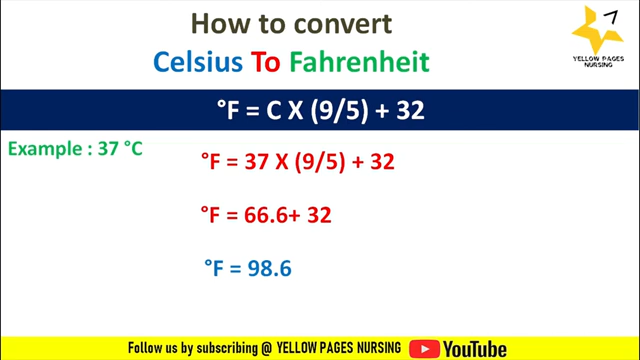 How to convert
Celsius To Fahrenheit
YELLOW PAGES
NURSING
°F = C X (9/5) + 32
Example : 37 °C
°F = 37 X (9/5) + 32
°F = 66.6+ 32
°F = 98.6
Follow us by subscribing @ YELLOW PAGES NURSING YouTube